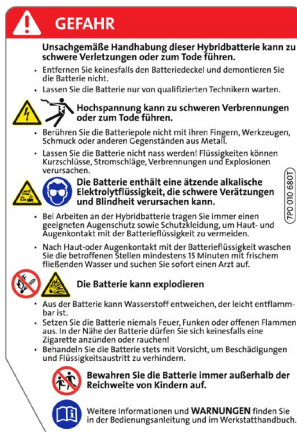 GEFAHR
Unsachgemäße Handhabung dieser Hybridbatterie kann zu
schwere Verletzungen oder zum Tode führen.
• Entfernen Sie keinesfalls den Batteriedeckel und demontieren Sie
die Batterie nicht.
• Lassen Sie die Batterie nur von qualifizierten Technikern warten.
Hochspannung kann zu schweren Verbrennungen
oder zum Tode führen.
• Berühren Sie die Batteriepole nicht mit ihren Fingern, Werkzeugen,
Schmuck oder anderen Gegenständen aus Metall.
• Lassen Sie die Batterie nicht nass werden! Flüssigkeiten können
Kurzschlüsse, Stromschläge, Verbrennungen und Explosionen
verursachen.
Die Batterie enthält eine ätzende alkalische
Elektrolytflüssigkeit, die schwere Verätzungen
und Blindheit verursachen kann.
7P0 010 680T
• Bei Arbeiten an der Hybridbatterie tragen Sie immer einen
geeigneten Augenschutz sowie Schutzkleidung, um Haut- und
Augenkontakt mit der Batterieflüssigkeit zu vermeiden.
• Nach Haut-oder Augenkontakt mit der Batterieflüssigkeit waschen
Sie die betroffenen Stellen mindestens 15 Minuten mit frischem
fließenden Wasser und suchen Sie sofort einen Arzt auf.
Die Batterie kann explodieren
• Aus der Batterie kann Wasserstoff entweichen, der leicht entflamm-
bar ist.
• Setzen Sie die Batterie niemals Feuer, Funken oder offenen Flammen
aus. In der Nähe der Batterie dürfen Sie sich keinesfalls eine
Zigarette anzünden oder rauchen!
• Behandeln Sie die Batterie stets mit Vorsicht, um Beschädigungen
und Flüssigkeitsaustritt zu verhindern.
Bewahren Sie die Batterie immer außerhalb der
Reichweite von Kindern auf.
Weitere Informationen und WARNUNGEN finden Sie
in der Bedienungsanleitung und im Werkstatthandbuch.